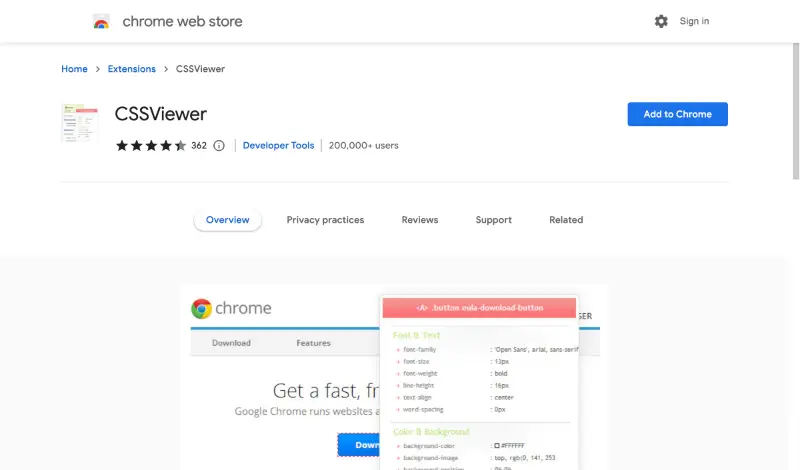 chrome web store
Sign in
Home > Extensions > CSSViewer
CSSViewer
Add to Chrome
362 Developer Tools 200,000+ users
Overview Privacy practices Reviews Support Related
chrome
<A> .button eula-download-button
SER
Download Features
Font & Text
font-family : 'Open Sans', arial, sans-serif
font-size : 13px
font-weight : bold
line-height : 16px
text-align : center
word-spacing : 0px
Get a fast, fr
Google Chrome runs websites a
Color & Background
Down
background-color : #FFFFFF
background-image : top, rgb(0, 141, 253